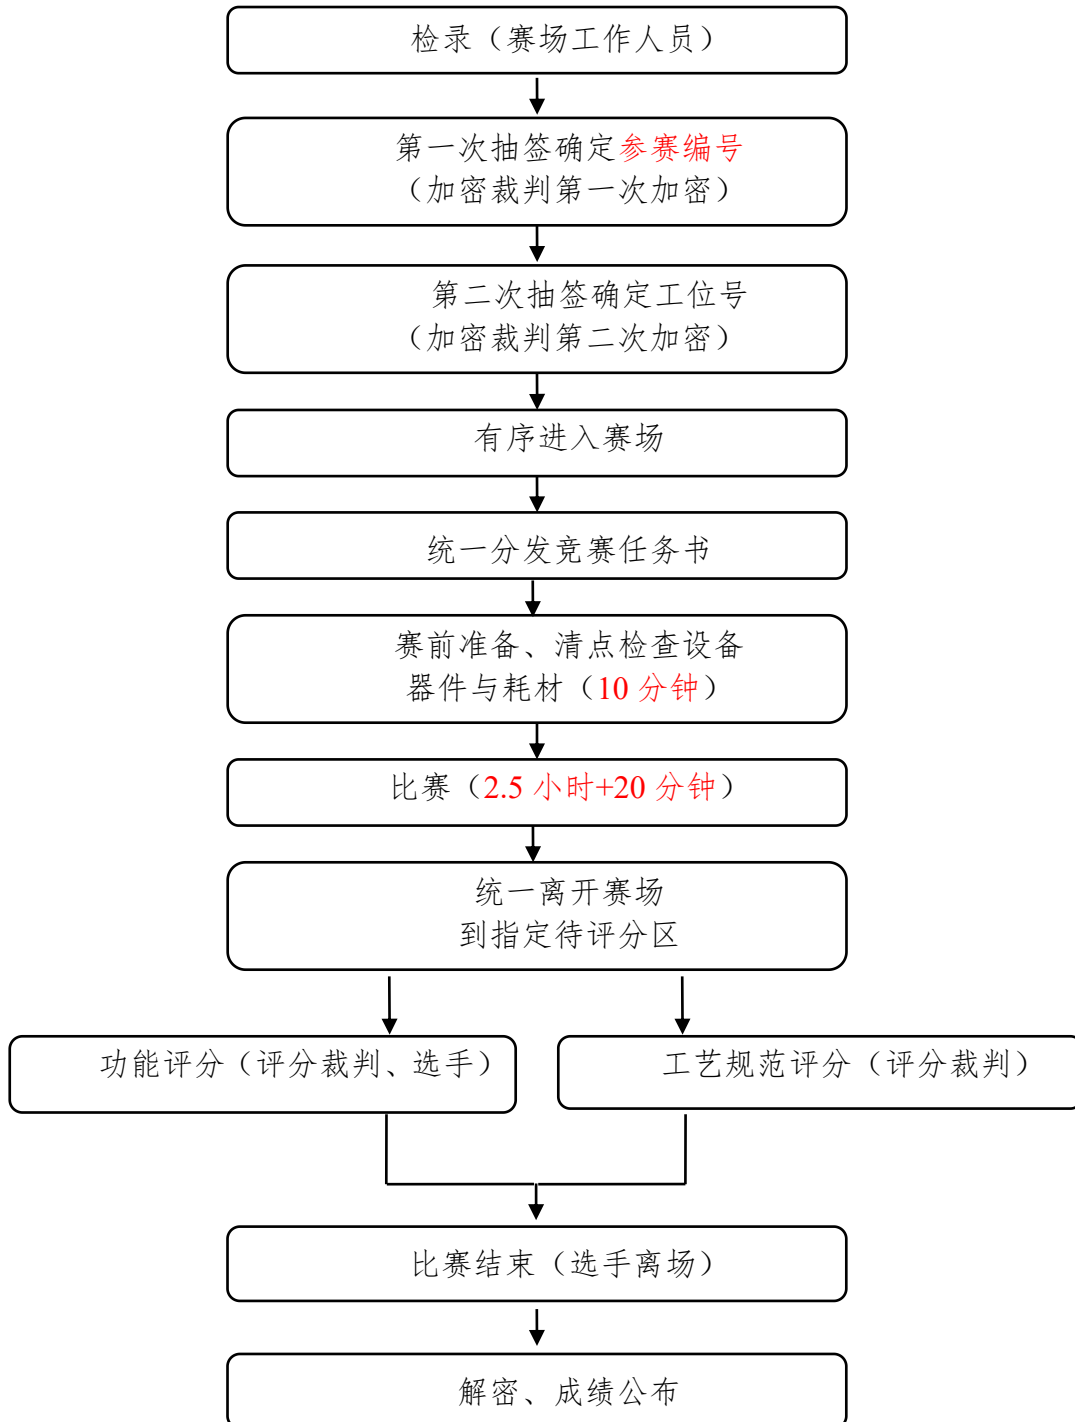 检录（赛场工作人员）
第一次抽签确定参赛编号
（加密裁判第一次加密）
第二次抽签确定工位号
（加密裁判第二次加密）
有序进入赛场
统一分发竞赛任务书
赛前准备、清点检查设备
器件与耗材（10 分钟）
比赛（2.5 小时+20 分钟）
统一离开赛场
到指定待评分区
功能评分（评分裁判、选手）
工艺规范评分（评分裁判）
比赛结束（选手离场）
解密、成绩公布